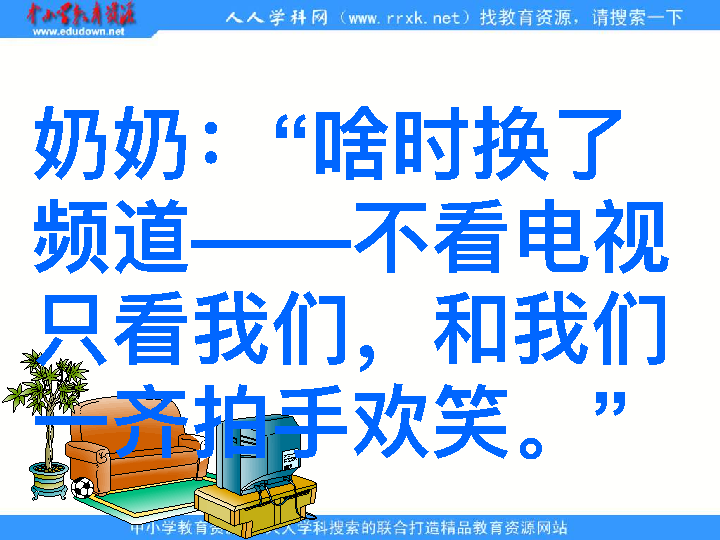 中小学教育资源
www.edudown.net
人人学科网（www.rrxk.net）找教育资源，请搜索一下
奶奶：“啥时换了
频道——不看电视
只看我们，和我们
一齐拍手欢笑。”
中小学教育资源 人人学科搜索的联合打造精品教育资源网站